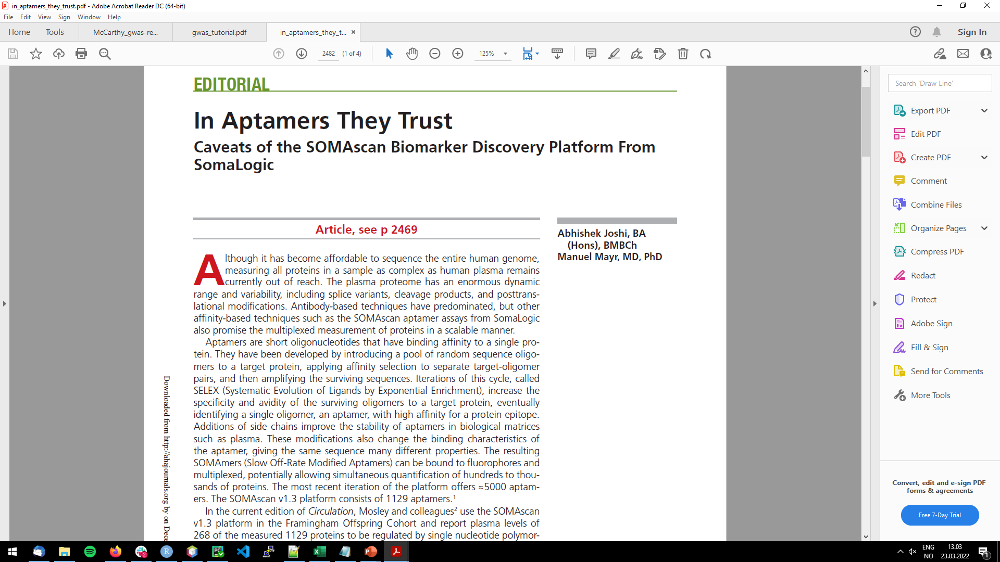 in_aptamers_they_trust.pdf - Adobe Acrobat Reader DC (64-bit)
File Edit View Sign Window Help
Home Tools McCarthy_gwas-re... gwas_tutorial.pdf in_aptamers_they_t... × Sign In
2482 (1 of 4) 125%
EDITORIAL
In Aptamers They Trust
Caveats of the SOMAscan Biomarker Discovery Platform From
SomaLogic
Article, see p 2469
Abhishek Joshi, BA
(Hons), BMBCh
Manuel Mayr, MD, PhD
Although it has become affordable to sequence the entire human genome,
measuring all proteins in a sample as complex as human plasma remains
currently out of reach. The plasma proteome has an enormous dynamic
range and variability, including splice variants, cleavage products, and posttrans-
lational modifications. Antibody-based techniques have predominated, but other
affinity-based techniques such as the SOMAscan aptamer assays from SomaLogic
also promise the multiplexed measurement of proteins in a scalable manner.
Aptamers are short oligonucleotides that have binding affinity to a single pro-
tein. They have been developed by introducing a pool of random sequence oligo-
mers to a target protein, applying affinity selection to separate target-oligomer
pairs, and then amplifying the surviving sequences. Iterations of this cycle, called
SELEX (Systematic Evolution of Ligands by Exponential Enrichment), increase the
specificity and avidity of the surviving oligomers to a target protein, eventually
identifying a single oligomer, an aptamer, with high affinity for a protein epitope.
Additions of side chains improve the stability of aptamers in biological matrices
such as plasma. These modifications also change the binding characteristics of
the aptamer, giving the same sequence many different properties. The resulting
SOMAmers (Slow Off-Rate Modified Aptamers) can be bound to fluorophores and
multiplexed, potentially allowing simultaneous quantification of hundreds to thou-
sands of proteins. The most recent iteration of the platform offers ≈5000 aptam-
ers. The SOMAscan v1.3 platform consists of 1129 aptamers.1
In the current edition of Circulation, Mosley and colleagues2 use the SOMAscan
v1.3 platform in the Framingham Offspring Cohort and report plasma levels of
268 of the measured 1129 proteins to be regulated by single nucleotide polymor-
Downloaded from http://ahajournals.org by on Dece
Search 'Draw Line'
Export PDF
Edit PDF
Create PDF
Comment
Combine Files
Organize Pages
Compress PDF
Redact
Protect
Adobe Sign
Fill & Sign
Send for Comments
More Tools
Convert, edit and e-sign PDF
forms & agreements
Free 7-Day Trial
ENG
NO
13.03
23.03.2022